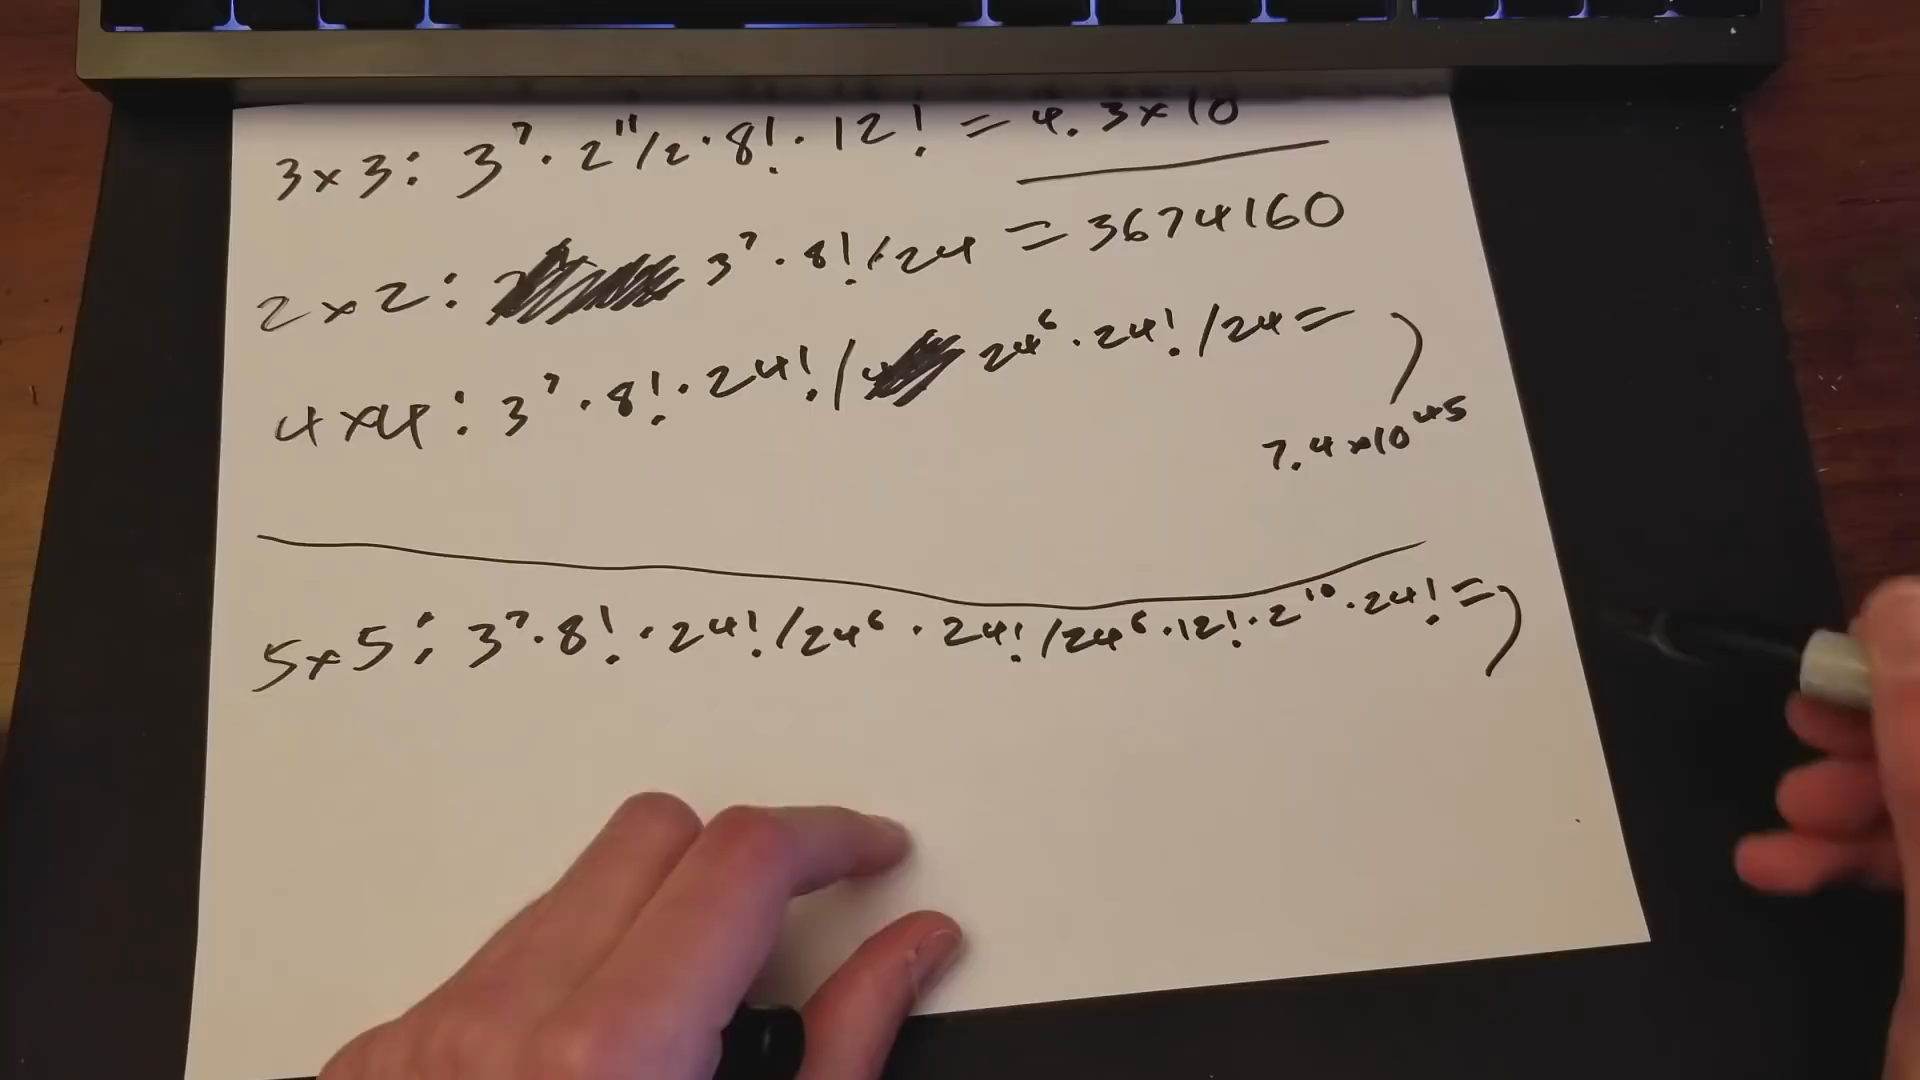 3x3: 3⁷·2¹¹/2·8!·12! = 4.3x10
2x2: 3⁷·8!/24 = 3674160
4x4: 3⁷·8!·24!/ 24⁶·24!/24=
7.4x10⁴⁵
5x5: 3⁷·8!·24!/24⁶·24!/24⁶·12!·2¹⁰·24! =